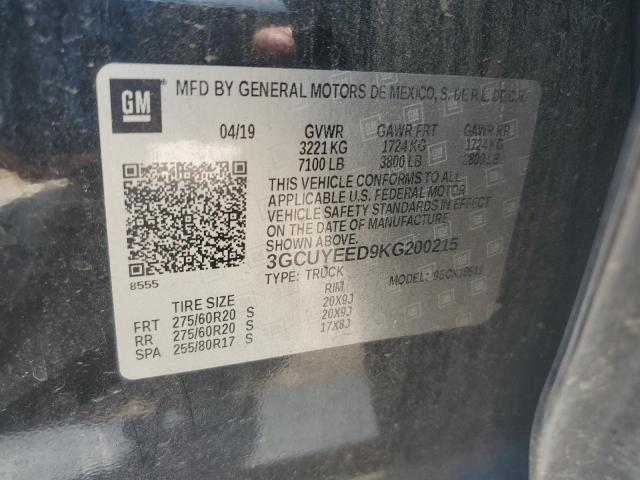 GM ® MFD BY GENERAL MOTORS DE MEXICO, S. DE R.L. DE C.V.
04/19 GVWR GAWR FRT GAWR RR
3221 KG 1724 KG 1724 KG
7100 LB 3800 LB 3800 LB
THIS VEHICLE CONFORMS TO ALL
APPLICABLE U.S. FEDERAL MOTOR
VEHICLE SAFETY STANDARDS IN EFFECT
ON THE DATE OF MANUFACTURE
SHOWN ABOVE.
3GCUYEED9KG200215
8555 TYPE: TRUCK MODEL:
TIRE SIZE RIM
FRT 275/60R20 S 20X9J
RR 275/60R20 S 20X9J
SPA 255/80R17 S 17X8J